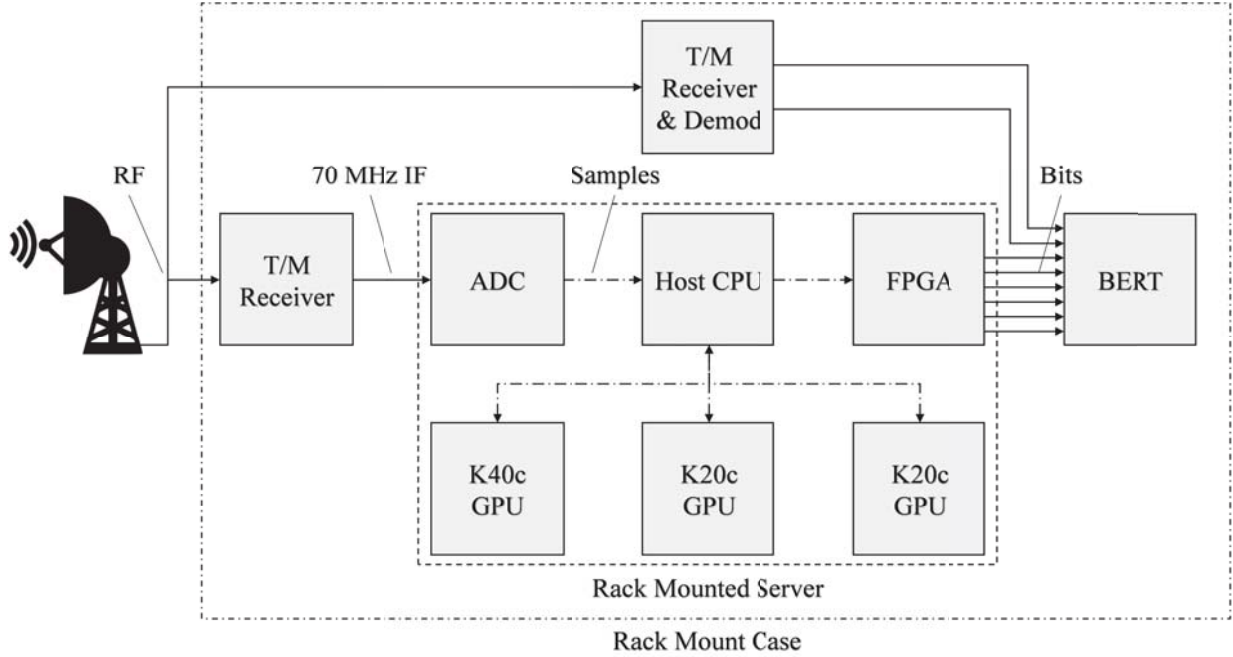 T/M
Receiver
& Demod
RF
70 MHz IF
Samples
Bits
T/M
Receiver
ADC
Host CPU
FPGA
BERT
K40c
GPU
K20c
GPU
K20c
GPU
Rack Mounted Server
Rack Mount Case